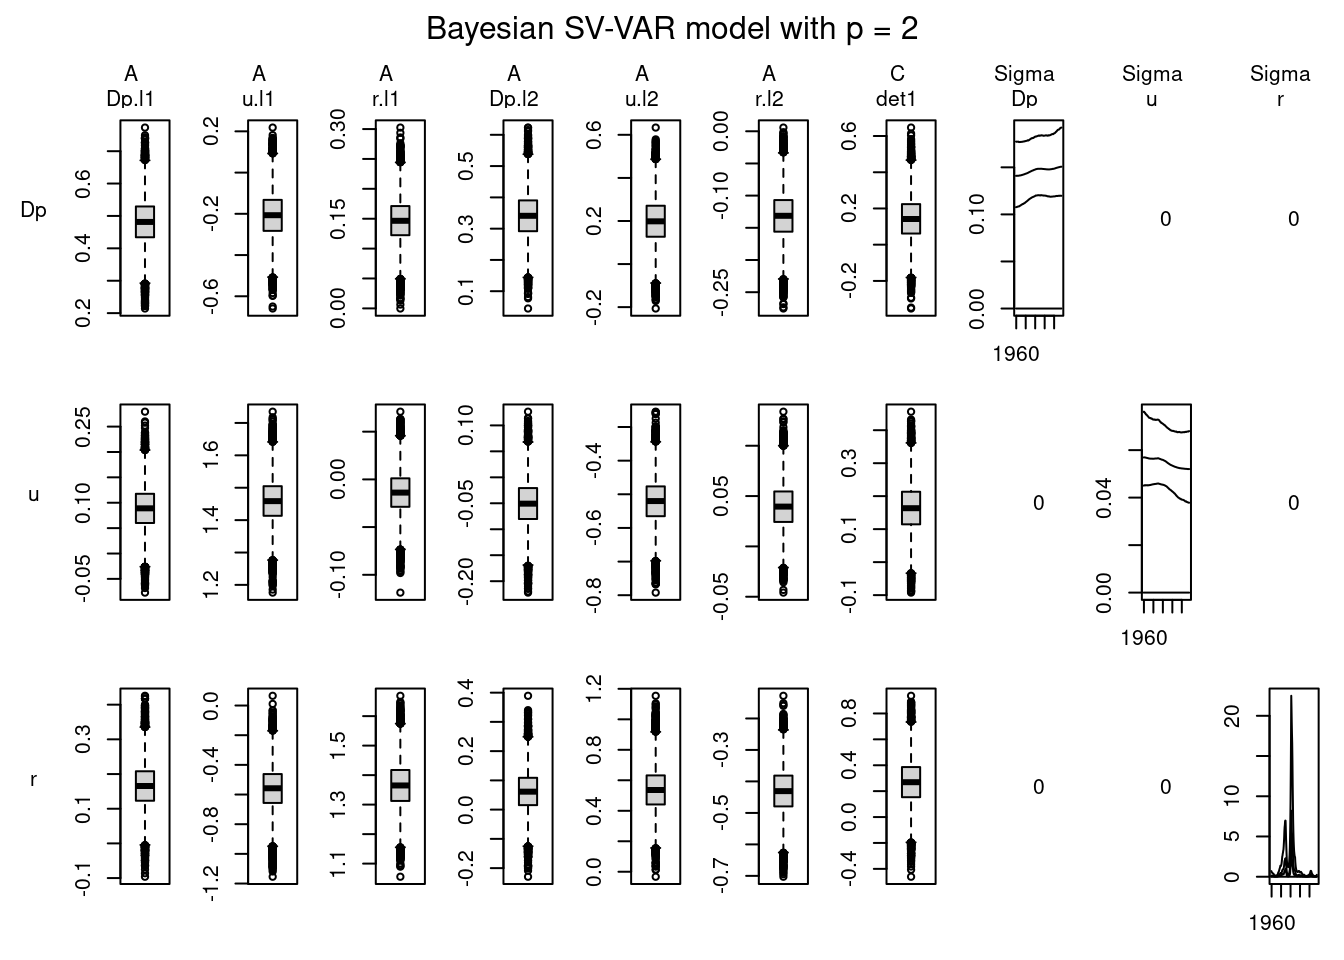 Bayesian SV-VAR model with p = 2
A A A A A A C Sigma Sigma Sigma
Dp.l1 u.l1 r.l1 Dp.l2 u.l2 r.l2 det1 Dp u r
Dp
0.2 0.4 0.6
-0.6 -0.2 0.2
0.00 0.15 0.30
0.1 0.3 0.5
-0.2 0.2 0.6
-0.25 -0.10 0.00
-0.2 0.2 0.6
0.00 0.10
1960
0
0
u
-0.05 0.10 0.25
1.2 1.4 1.6
-0.10 0.00
-0.20 -0.05 0.10
-0.8 -0.6 -0.4
-0.05 0.05
-0.1 0.1 0.3
0
0.00 0.04
1960
0
r
-0.1 0.1 0.3
-1.2 -0.8 -0.4 0.0
1.1 1.3 1.5
-0.2 0.0 0.2 0.4
0.0 0.4 0.8 1.2
-0.7 -0.5 -0.3
-0.4 0.0 0.4 0.8
0
0
0 5 10 20
1960